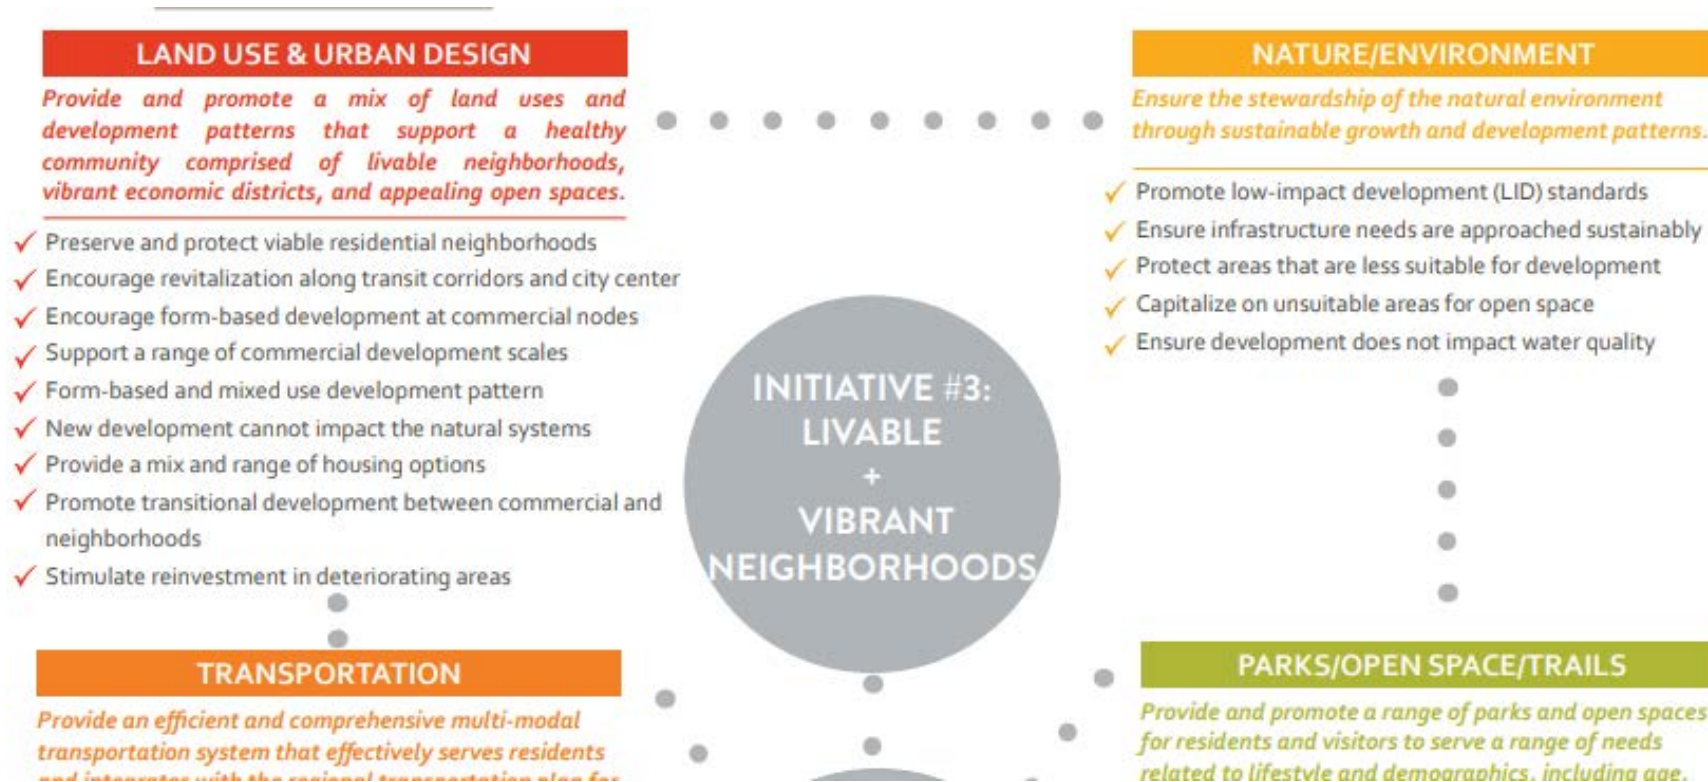 LAND USE & URBAN DESIGN
Provide and promote a mix of land uses and
development patterns that support a healthy
community comprised of livable neighborhoods,
vibrant economic districts, and appealing open spaces.
✓ Preserve and protect viable residential neighborhoods
✓ Encourage revitalization along transit corridors and city center
✓ Encourage form-based development at commercial nodes
✓ Support a range of commercial development scales
✓ Form-based and mixed use development pattern
✓ New development cannot impact the natural systems
✓ Provide a mix and range of housing options
✓ Promote transitional development between commercial and
neighborhoods
✓ Stimulate reinvestment in deteriorating areas
NATURE/ENVIRONMENT
Ensure the stewardship of the natural environment
through sustainable growth and development patterns.
✓ Promote low-impact development (LID) standards
✓ Ensure infrastructure needs are approached sustainably
✓ Protect areas that are less suitable for development
✓ Capitalize on unsuitable areas for open space
✓ Ensure development does not impact water quality
INITIATIVE #3:
LIVABLE
+
VIBRANT
NEIGHBORHOODS
TRANSPORTATION
Provide an efficient and comprehensive multi-modal
transportation system that effectively serves residents
and integrates with the regional transportation plan for
PARKS/OPEN SPACE/TRAILS
Provide and promote a range of parks and open spaces
for residents and visitors to serve a range of needs
related to lifestyle and demographics, including age,